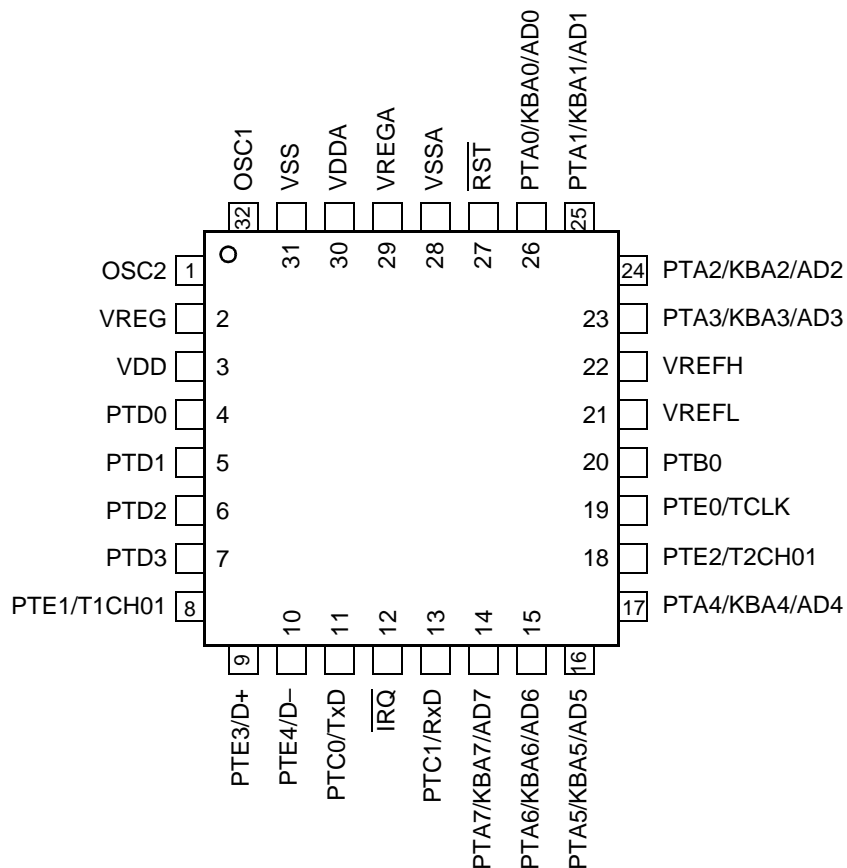 PTA0/KBA0/AD0
PTA1/KBA1/AD1
OSC1
VSS
VDDA
VREGA
VSSA
RST
32
31
30
29
28
27
26
25
OSC2 1
VREG 2
VDD 3
PTD0 4
PTD1 5
PTD2 6
PTD3 7
PTE1/T1CH01 8
24 PTA2/KBA2/AD2
23 PTA3/KBA3/AD3
22 VREFH
21 VREFL
20 PTB0
19 PTE0/TCLK
18 PTE2/T2CH01
17 PTA4/KBA4/AD4
9
10
11
12
13
14
15
16
PTE3/D+
PTE4/D–
PTC0/TxD
IRQ
PTC1/RxD
PTA7/KBA7/AD7
PTA6/KBA6/AD6
PTA5/KBA5/AD5